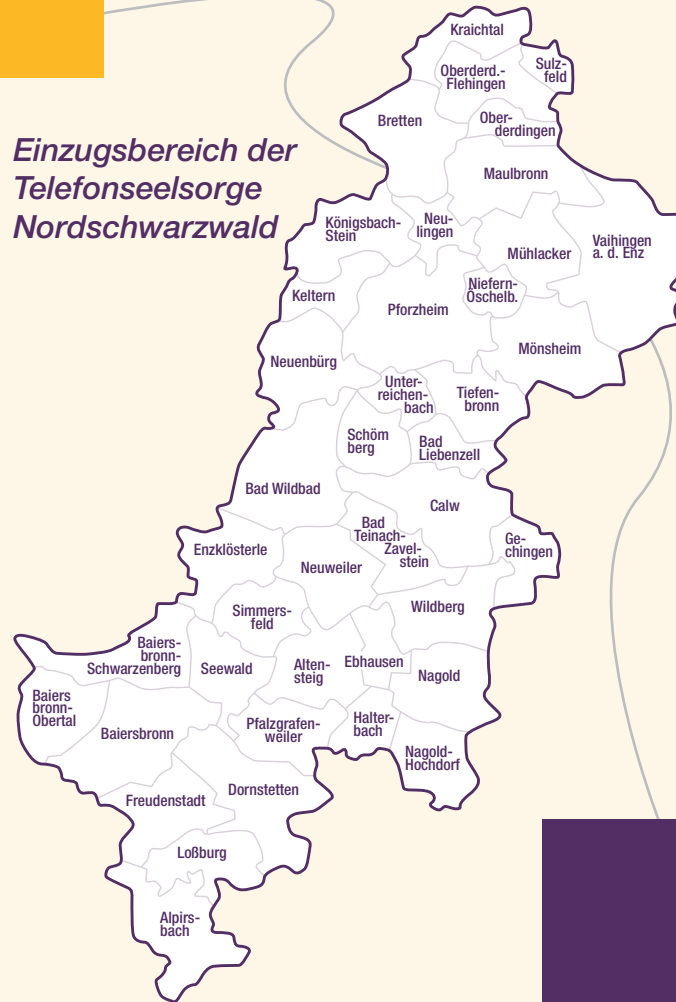 Einzugsbereich der
Telefonseelsorge
Nordschwarzwald
Kraichtal
Oberderd.-
Flehingen
Sulz-
feld
Bretten
Ober-
derdingen
Maulbronn
Königsbach-
Stein
Neu-
lingen
Mühlacker
Vaihingen
a. d. Enz
Keltern
Pforzheim
Niefern-
Öschelb.
Neuenbürg
Mönsheim
Unter-
reichen-
bach
Tiefen-
bronn
Schöm
berg
Bad
Liebenzell
Bad Wildbad
Calw
Enzklösterle
Bad
Teinach-
Zavel-
stein
Ge-
chingen
Neuweiler
Simmers-
feld
Wildberg
Baiers-
bronn-
Schwarzenberg
Seewald
Alten-
steig
Ebhausen
Nagold
Baiers
bronn-
Obertal
Baiersbronn
Pfalzgrafen-
weiler
Halter-
bach
Nagold-
Hochdorf
Freudenstadt
Dornstetten
Loßburg
Alpirs-
bach